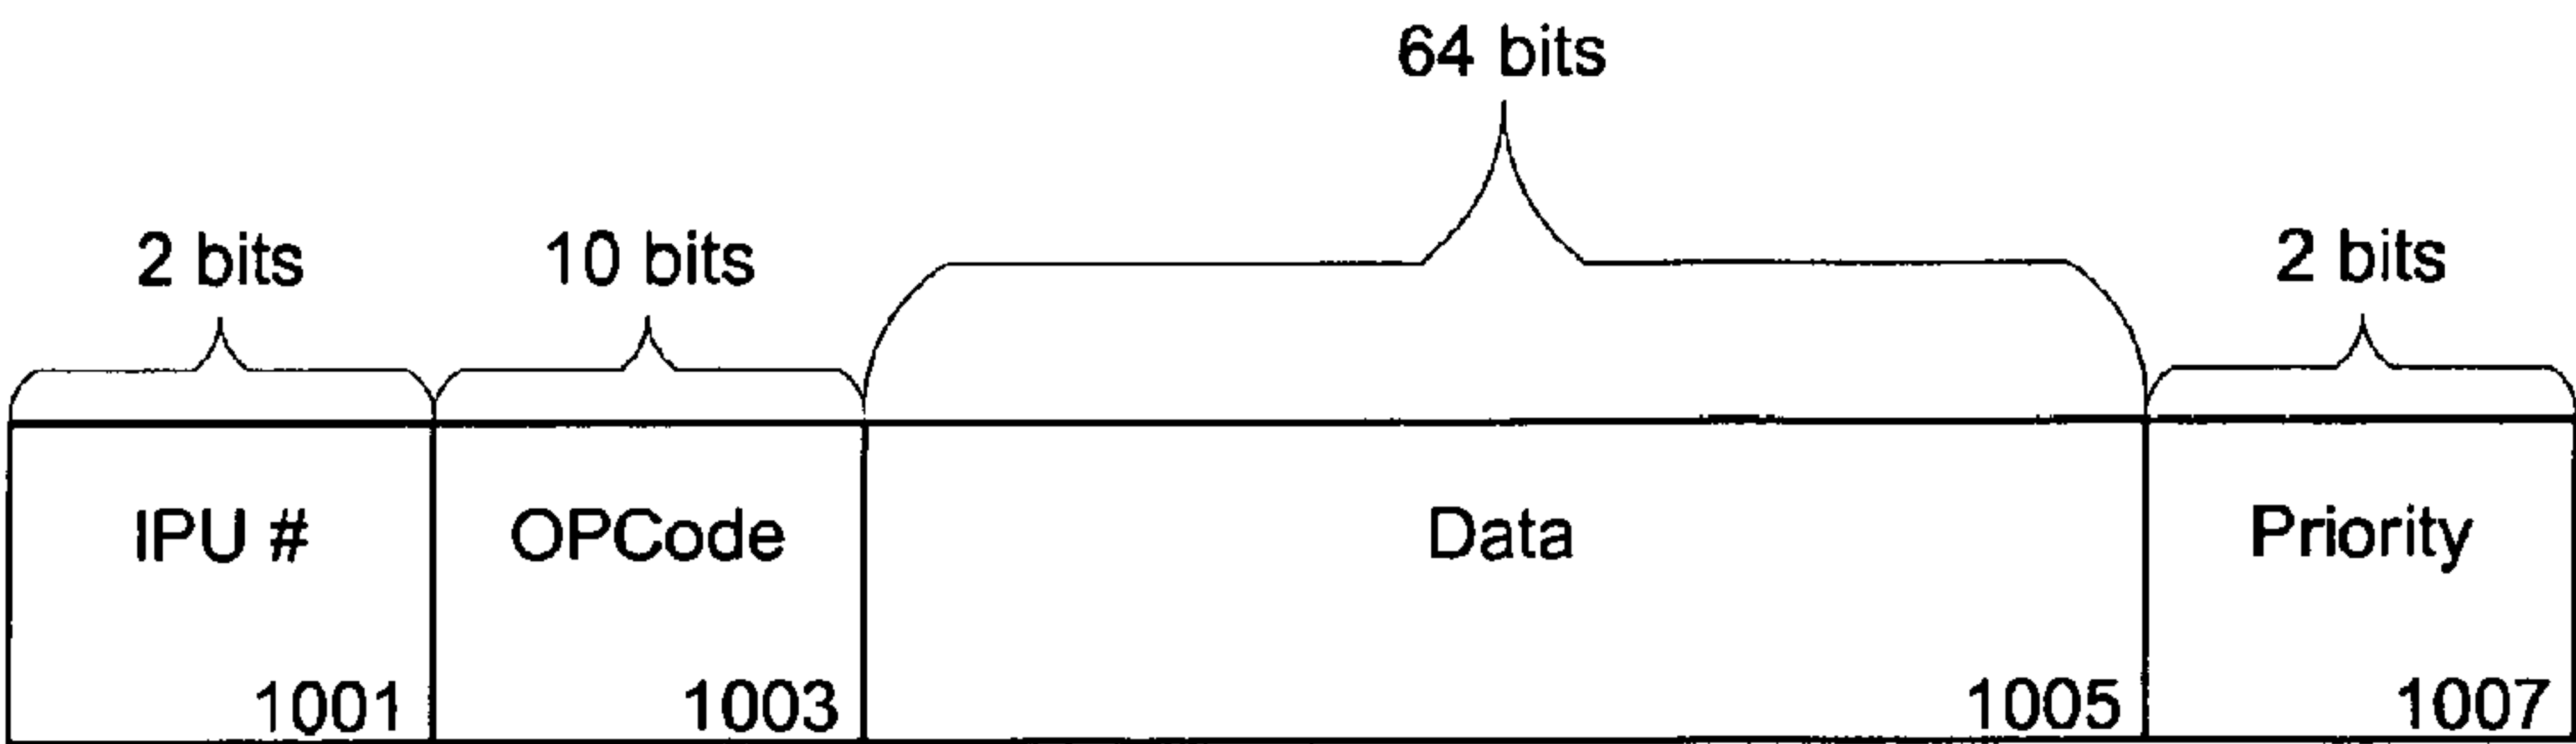 64 bits
2 bits 10 bits 2 bits
IPU # OPCode Data Priority
1001 1003 1005 1007